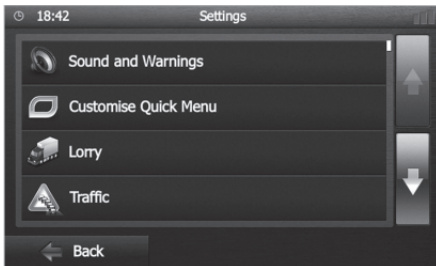 18:42 Settings
Sound and Warnings
Customise Quick Menu
Lorry
Traffic
Back